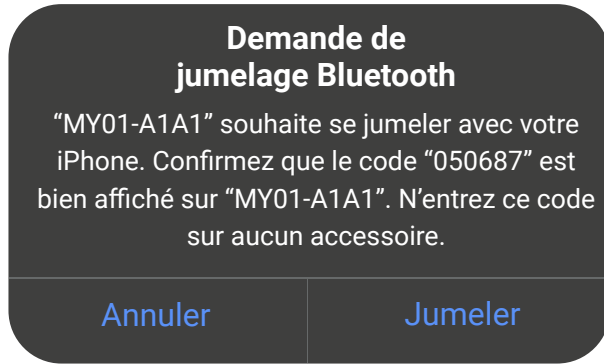 Demande de
jumelage Bluetooth
“MY01-A1A1” souhaite se jumeler avec votre
iPhone. Confirmez que le code “050687” est
bien affiché sur “MY01-A1A1”. N’entrez ce code
sur aucun accessoire.
Annuler
Jumeler